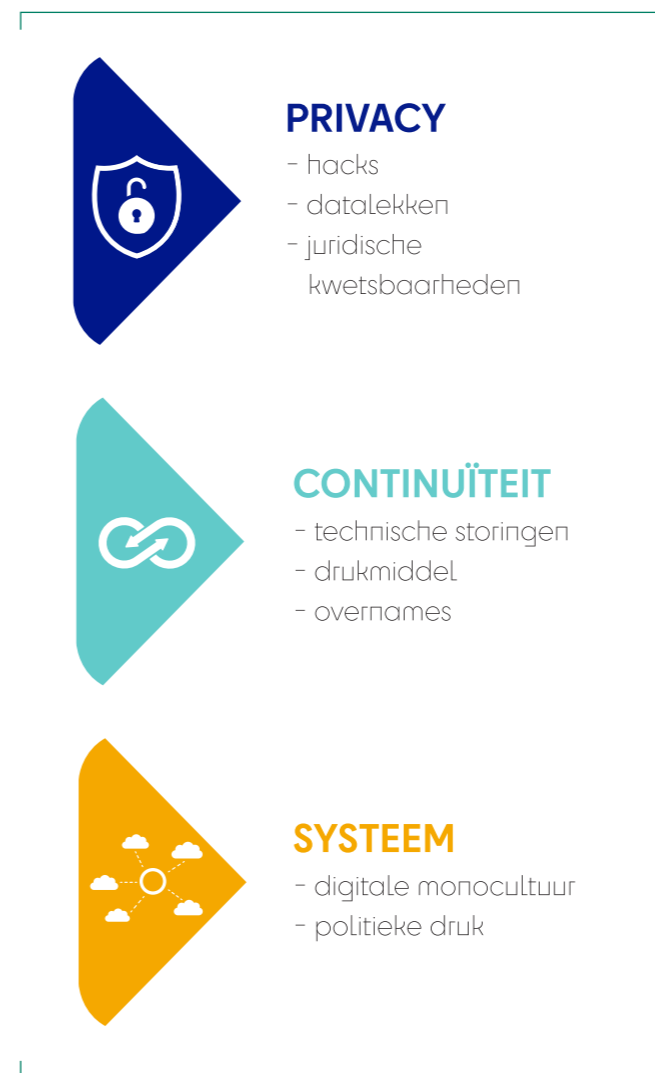 PRIVACY
- hacks
- datalekken
- juridische
kwetsbaarheden
CONTINUÏTEIT
- technische storingen
- drukmiddel
- overnames
SYSTEEM
- digitale monocultuur
- politieke druk